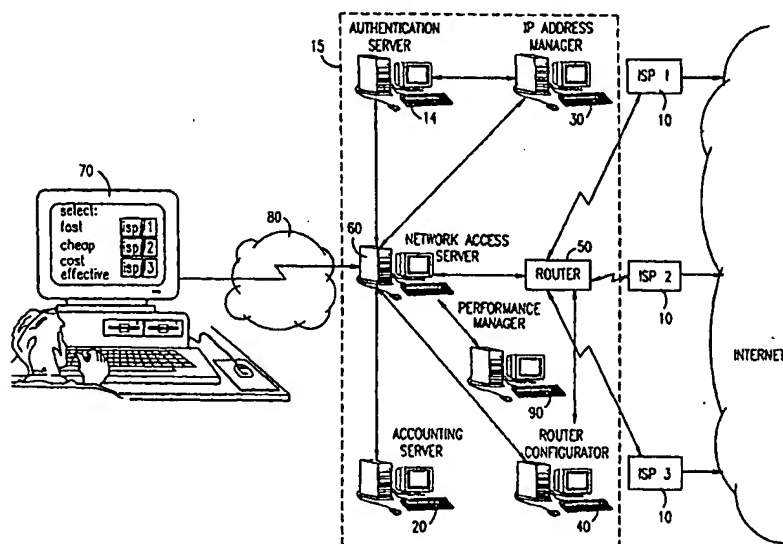 AUTHENTICATION
SERVER
IP ADDRESS
MANAGER
15
14
30
ISP 1
10
70
select:
fast
isp 1
cheap
isp 2
cost
effective
isp 3
80
60
NETWORK ACCESS
SERVER
50
ROUTER
ISP 2
10
PERFORMANCE
MANAGER
90
INTERNET
ACCOUNTING
SERVER
20
ROUTER
CONFIGURATOR
40
ISP 3
10